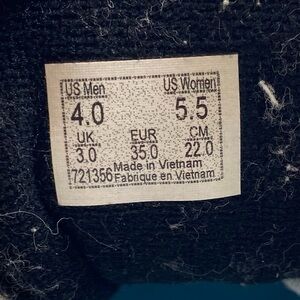 US Men US Women
4.0 5.5
UK EUR CM
3.0 35.0 22.0
Made in Vietnam
721356 Fabrique en Vietnam